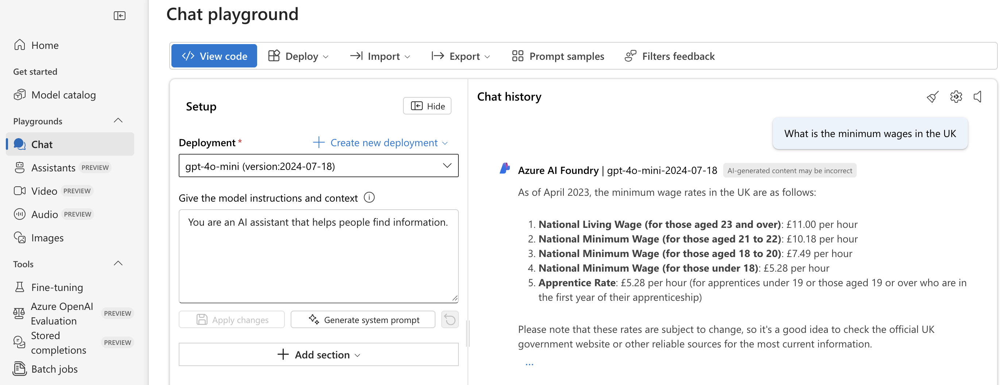 Chat playground
Home
Get started
Model catalog
Playgrounds
Chat
Assistants PREVIEW
Video PREVIEW
Audio PREVIEW
Images
Tools
Fine-tuning
Azure OpenAI
Evaluation
PREVIEW
Stored
completions
PREVIEW
Batch jobs
View code
Deploy
Import
Export
Prompt samples
Filters feedback
Setup
Hide
Deployment *
Create new deployment
gpt-4o-mini (version:2024-07-18)
Give the model instructions and context
You are an AI assistant that helps people find information.
Apply changes
Generate system prompt
Add section
Chat history
What is the minimum wages in the UK
Azure AI Foundry | gpt-4o-mini-2024-07-18 AI-generated content may be incorrect
As of April 2023, the minimum wage rates in the UK are as follows:
1. National Living Wage (for those aged 23 and over): £11.00 per hour
2. National Minimum Wage (for those aged 21 to 22): £10.18 per hour
3. National Minimum Wage (for those aged 18 to 20): £7.49 per hour
4. National Minimum Wage (for those under 18): £5.28 per hour
5. Apprentice Rate: £5.28 per hour (for apprentices under 19 or those aged 19 or over who are in
the first year of their apprenticeship)
Please note that these rates are subject to change, so it's a good idea to check the official UK
government website or other reliable sources for the most current information.
...